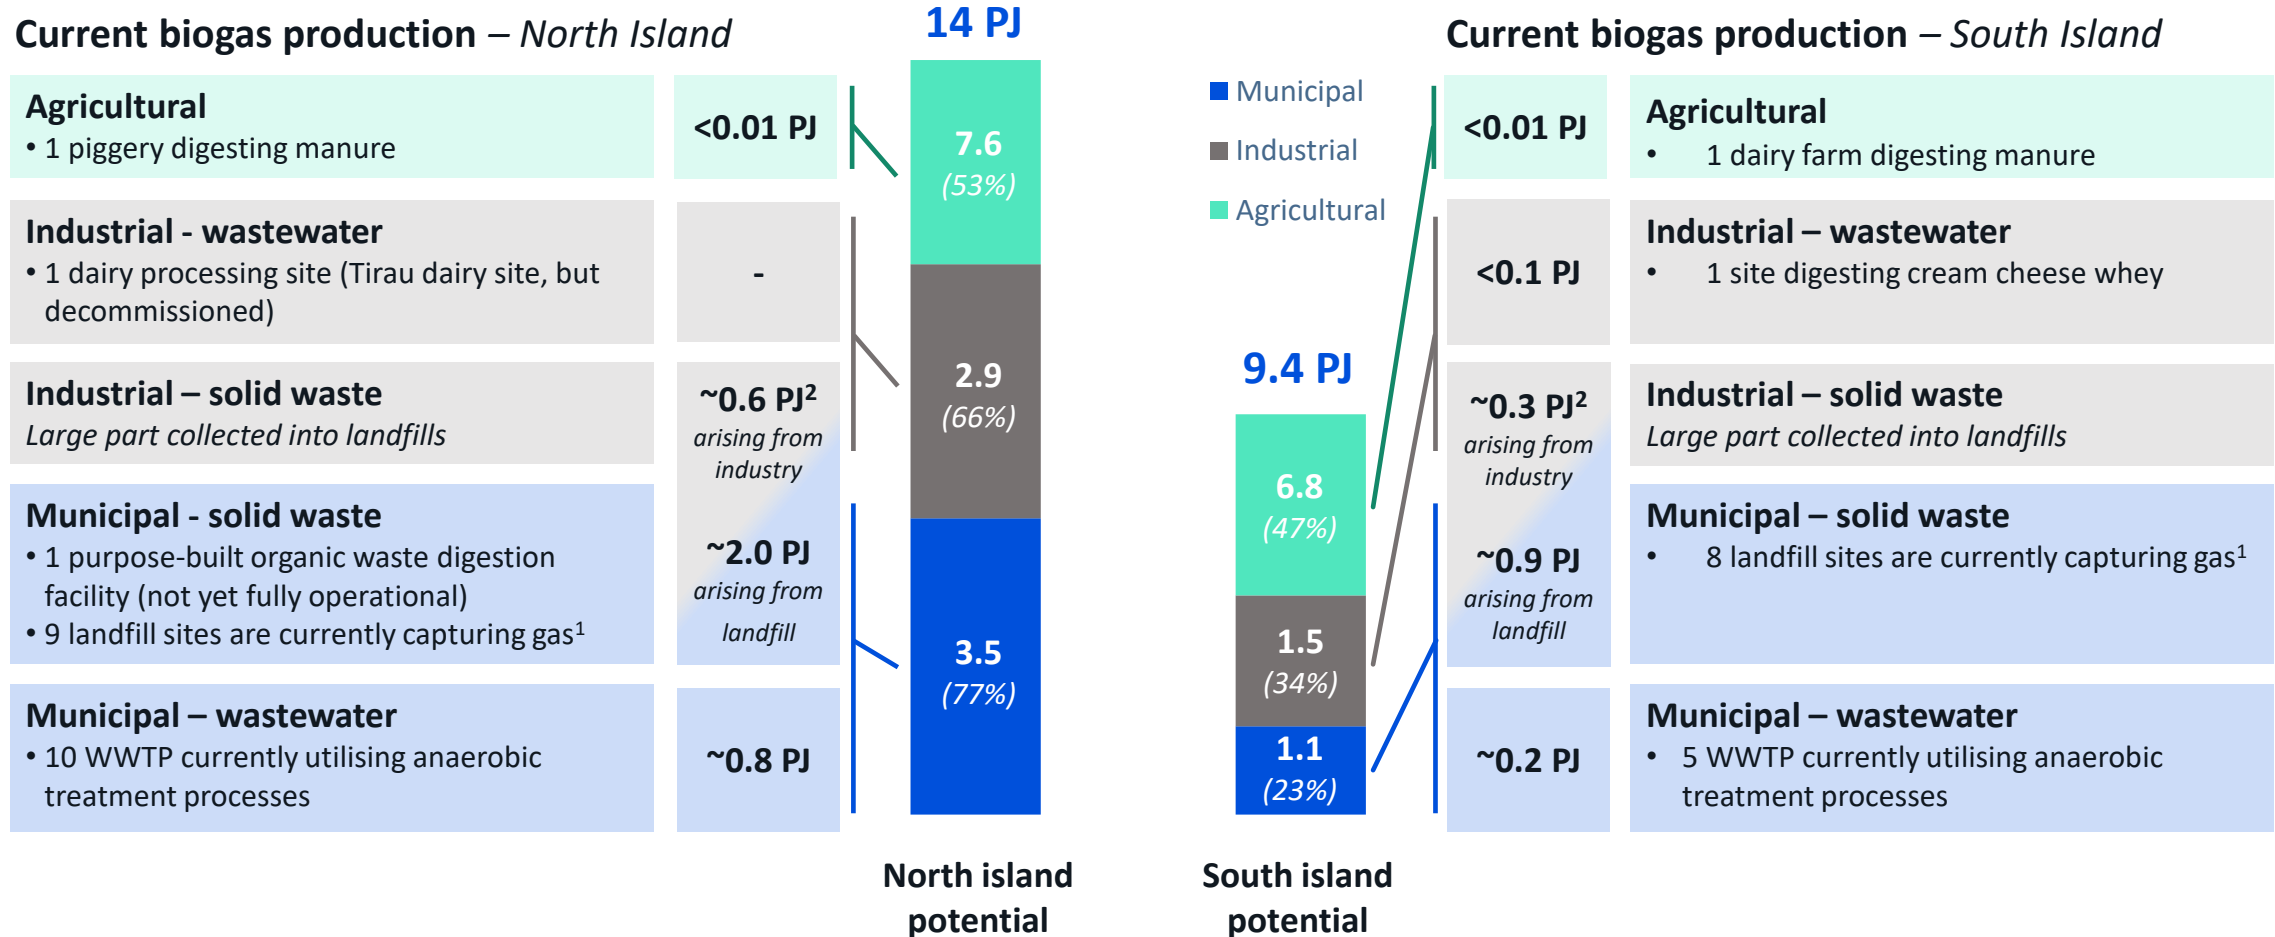 Current biogas production – North Island
Agricultural
• 1 piggery digesting manure
<0.01 PJ
Industrial - wastewater
• 1 dairy processing site (Tirau dairy site, but
decommissioned)
-
Industrial – solid waste
Large part collected into landfills
~0.6 PJ²
arising from
industry
Municipal - solid waste
• 1 purpose-built organic waste digestion
facility (not yet fully operational)
• 9 landfill sites are currently capturing gas¹
~2.0 PJ
arising from
landfill
Municipal – wastewater
• 10 WWTP currently utilising anaerobic
treatment processes
~0.8 PJ
14 PJ
7.6
(53%)
2.9
(66%)
3.5
(77%)
North island
potential
Municipal
Industrial
Agricultural
9.4 PJ
6.8
(47%)
1.5
(34%)
1.1
(23%)
South island
potential
Current biogas production – South Island
<0.01 PJ
Agricultural
• 1 dairy farm digesting manure
<0.1 PJ
Industrial – wastewater
• 1 site digesting cream cheese whey
~0.3 PJ²
arising from
industry
Industrial – solid waste
Large part collected into landfills
~0.9 PJ
arising from
landfill
Municipal – solid waste
• 8 landfill sites are currently capturing gas¹
~0.2 PJ
Municipal – wastewater
• 5 WWTP currently utilising anaerobic
treatment processes